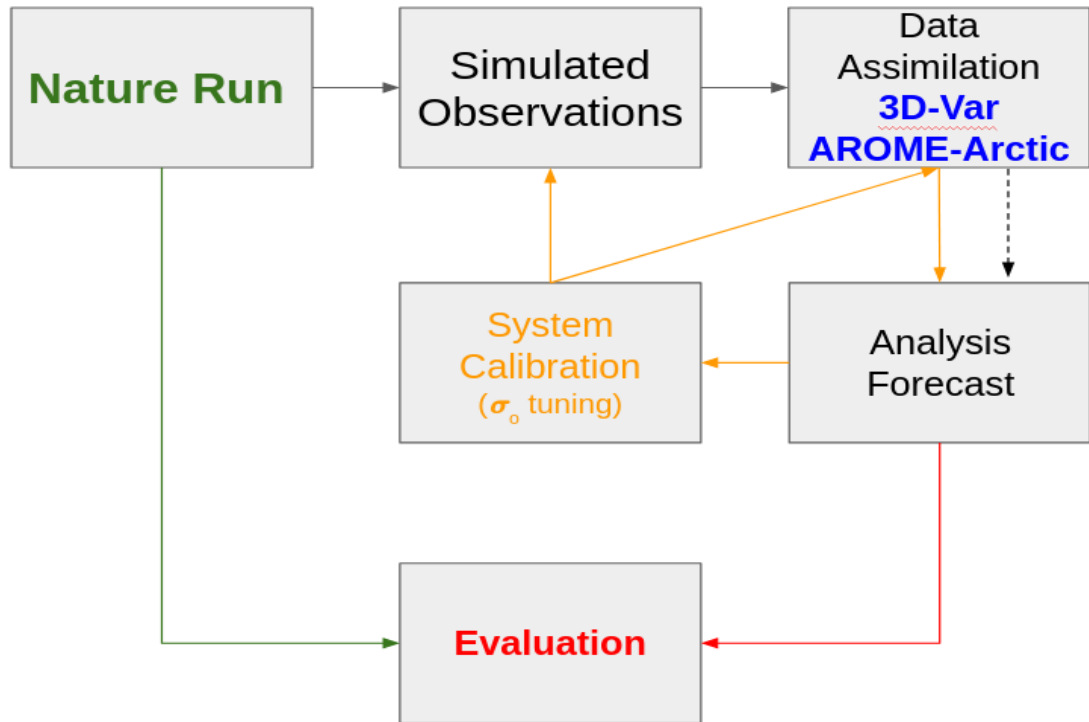 Nature Run
Simulated
Observations
Data
Assimilation
3D-Var
AROME-Arctic
System
Calibration
(σₒ tuning)
Analysis
Forecast
Evaluation